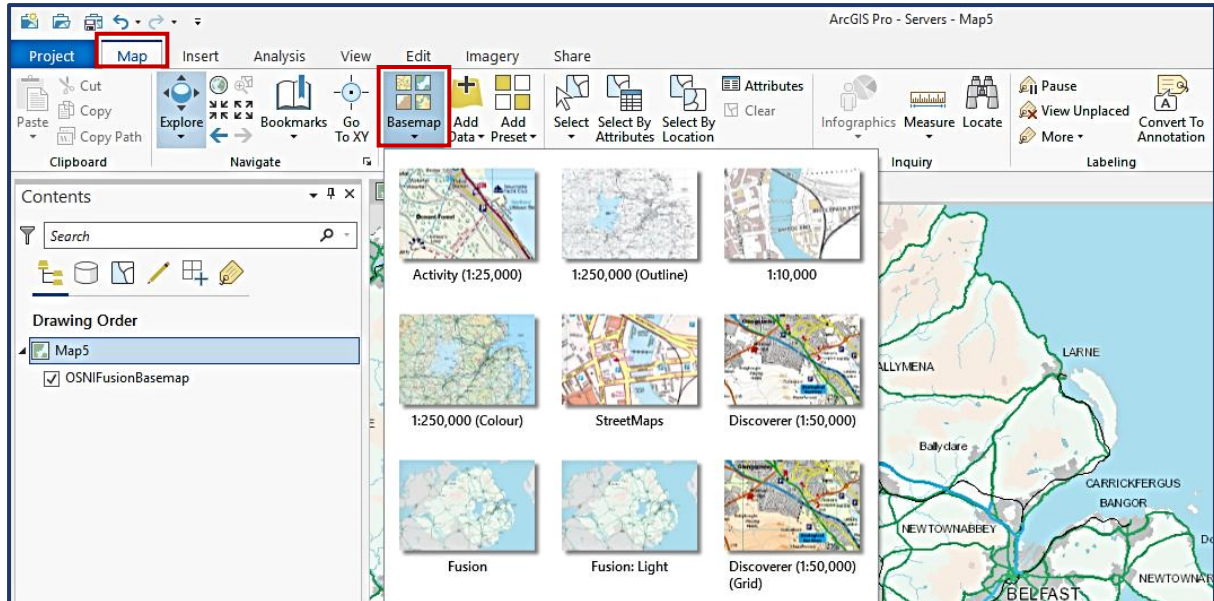 ArcGIS Pro - Servers - Map5
Project Map Insert Analysis View Edit Imagery Share
Cut
Copy
Copy Path
Paste
Clipboard
Explore
Bookmarks
Go
To XY
Navigate
Basemap
Add
Data
Add
Preset
Select
Select By
Attributes
Select By
Location
Attributes
Clear
Infographics
Measure
Locate
Inquiry
Pause
View Unplaced
More
Convert To
Annotation
Labeling
Contents
Search
Drawing Order
Map5
OSNIFusionBasemap
Activity (1:25,000)
1:250,000 (Outline)
1:10,000
1:250,000 (Colour)
StreetMaps
Discoverer (1:50,000)
Fusion
Fusion: Light
Discoverer (1:50,000)
(Grid)
LARNE
ALLYMENA
Ballyclare
CARRICKFERGUS
BANGOR
NEWTOWNABBEY
Do
NEWTOWNAR
BELFAST